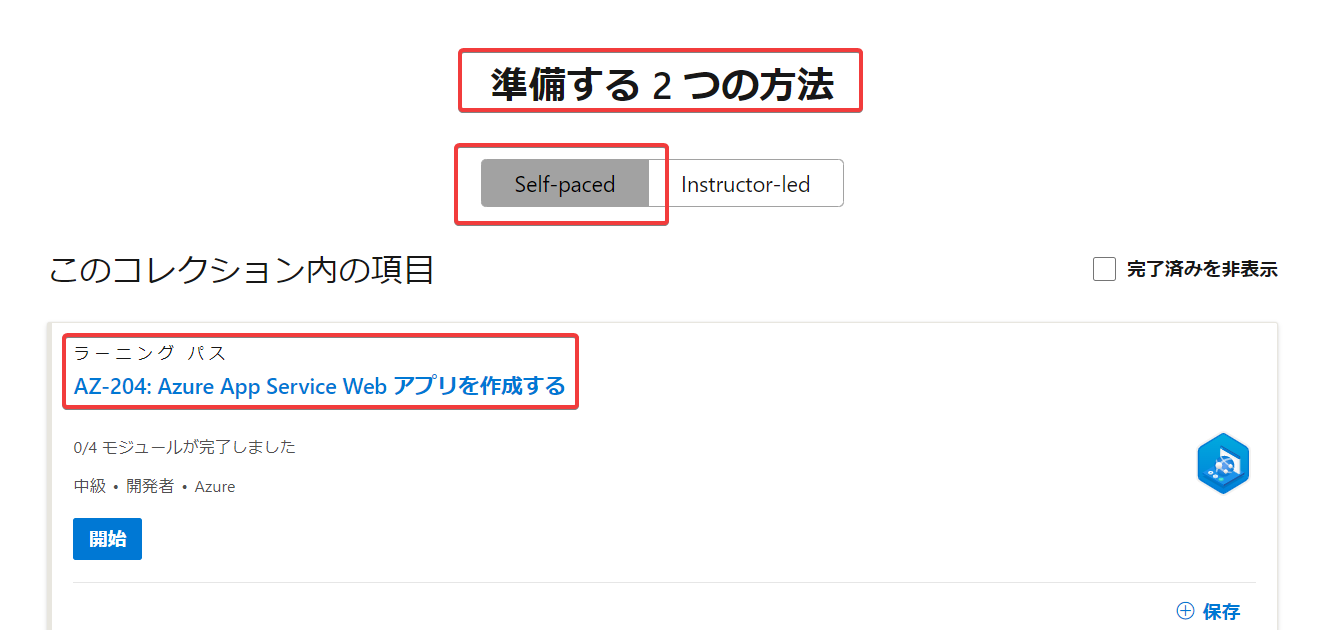 準備する 2 つの方法
Self-paced Instructor-led
このコレクション内の項目
完了済みを非表示
ラーニング パス
AZ-204: Azure App Service Web アプリを作成する
0/4 モジュールが完了しました
中級 • 開発者 • Azure
開始
保存